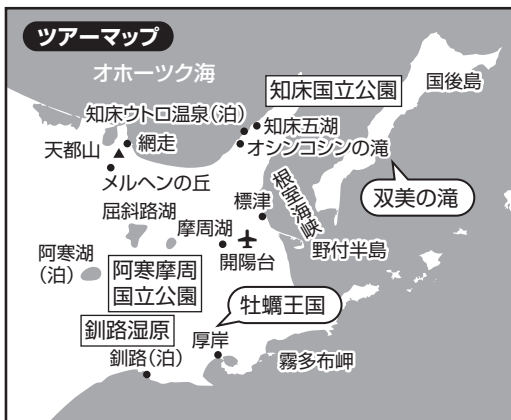 ツアーマップ
オホーツク海
知床国立公園
国後島
知床ウトロ温泉(泊)
知床五湖
天都山
網走
オシンコシンの滝
メルヘンの丘
双美の滝
根室海峡
標津
屈斜路湖
摩周湖
野付半島
開陽台
阿寒湖
(泊)
阿寒摩周
国立公園
牡蠣王国
釧路湿原
釧路(泊)
厚岸
霧多布岬